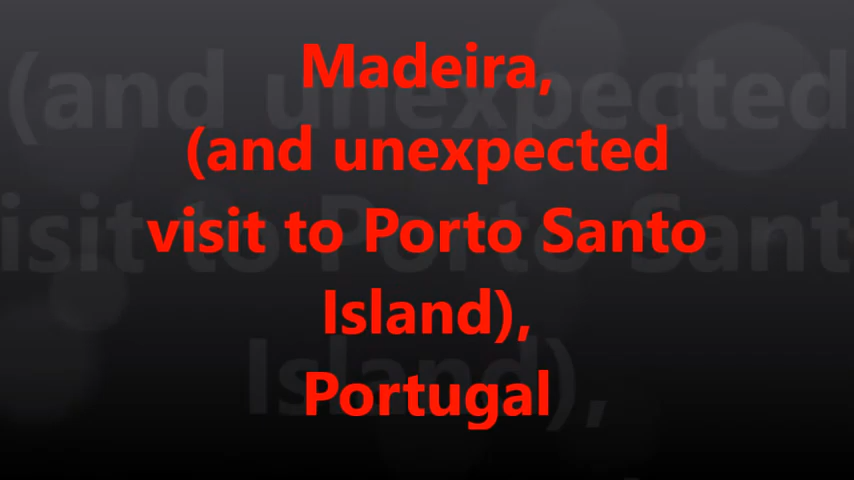 Madeira,
(and unexpected
visit to Porto Santo
Island),
Portugal